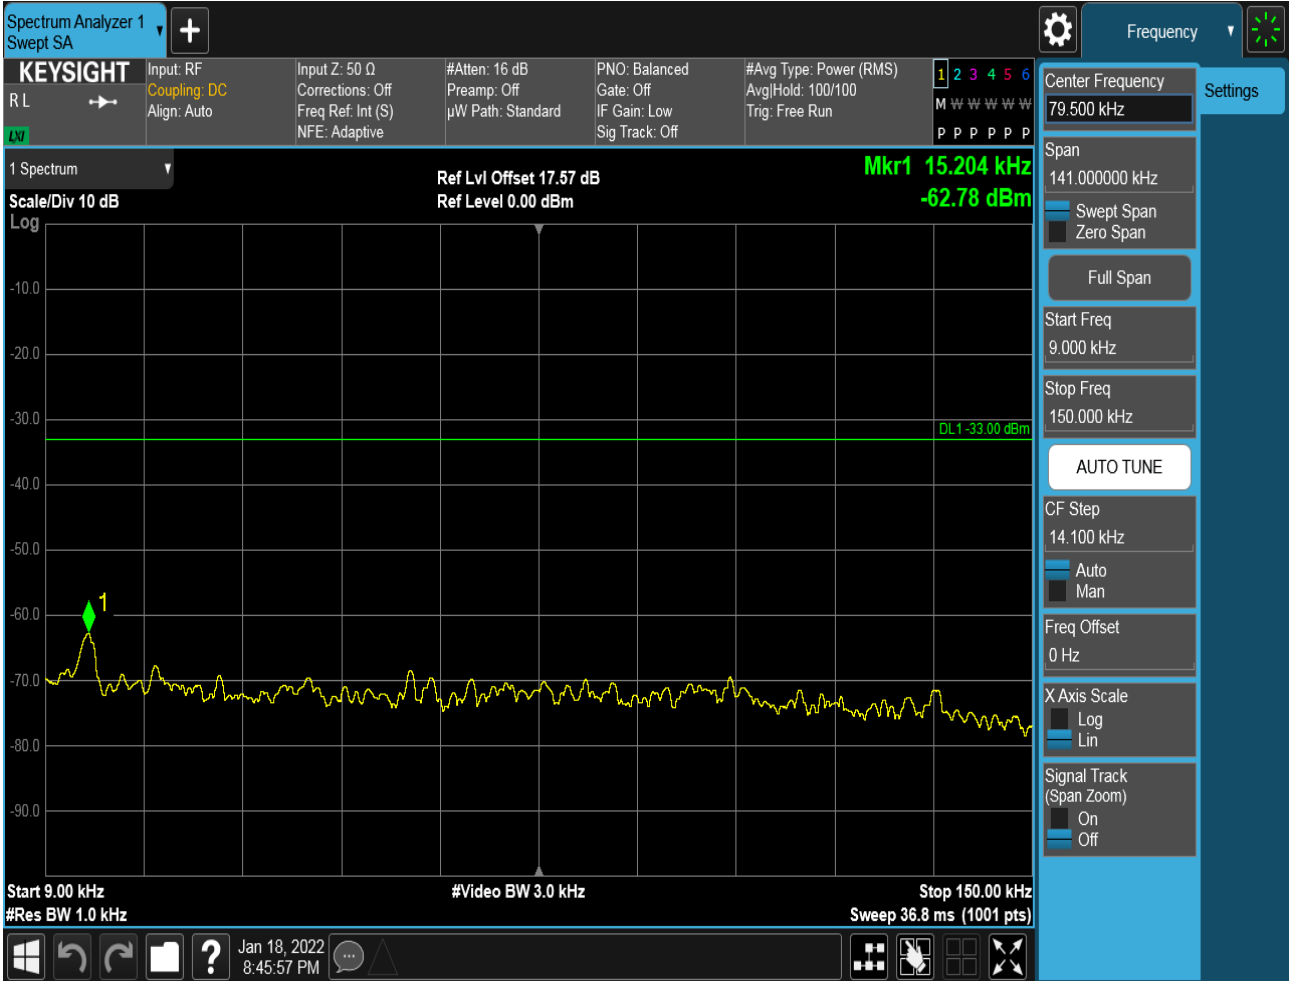 Spectrum Analyzer 1
Swept SA
Frequency
KEYSIGHT
R L
LXI
Input: RF
Coupling: DC
Align: Auto
Input Z: 50 Ω
Corrections: Off
Freq Ref: Int (S)
NFE: Adaptive
#Atten: 16 dB
Preamp: Off
µW Path: Standard
PNO: Balanced
Gate: Off
IF Gain: Low
Sig Track: Off
#Avg Type: Power (RMS)
Avg|Hold: 100/100
Trig: Free Run
1 2 3 4 5 6
M W W W W W
P P P P P P
1 Spectrum
Scale/Div 10 dB
Log
Ref Lvl Offset 17.57 dB
Ref Level 0.00 dBm
Mkr1 15.204 kHz
-62.78 dBm
-10.0
-20.0
-30.0
DL1 -33.00 dBm
-40.0
-50.0
-60.0
1
-70.0
-80.0
-90.0
Start 9.00 kHz
#Res BW 1.0 kHz
#Video BW 3.0 kHz
Stop 150.00 kHz
Sweep 36.8 ms (1001 pts)
Jan 18, 2022
8:45:57 PM
Center Frequency
79.500 kHz
Settings
Span
141.000000 kHz
Swept Span
Zero Span
Full Span
Start Freq
9.000 kHz
Stop Freq
150.000 kHz
AUTO TUNE
CF Step
14.100 kHz
Auto
Man
Freq Offset
0 Hz
X Axis Scale
Log
Lin
Signal Track
(Span Zoom)
On
Off